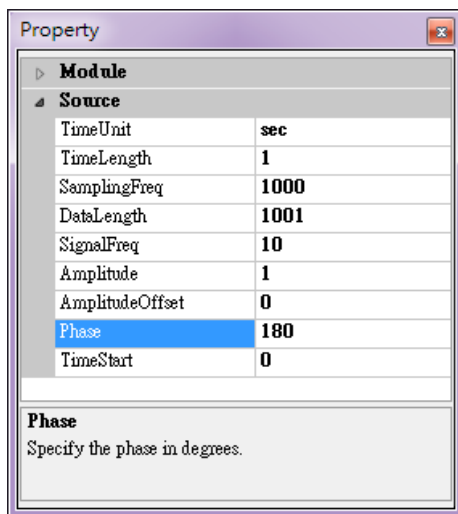 Property
Module
Source
TimeUnit sec
TimeLength 1
SamplingFreq 1000
DataLength 1001
SignalFreq 10
Amplitude 1
AmplitudeOffset 0
Phase 180
TimeStart 0
Phase
Specify the phase in degrees.